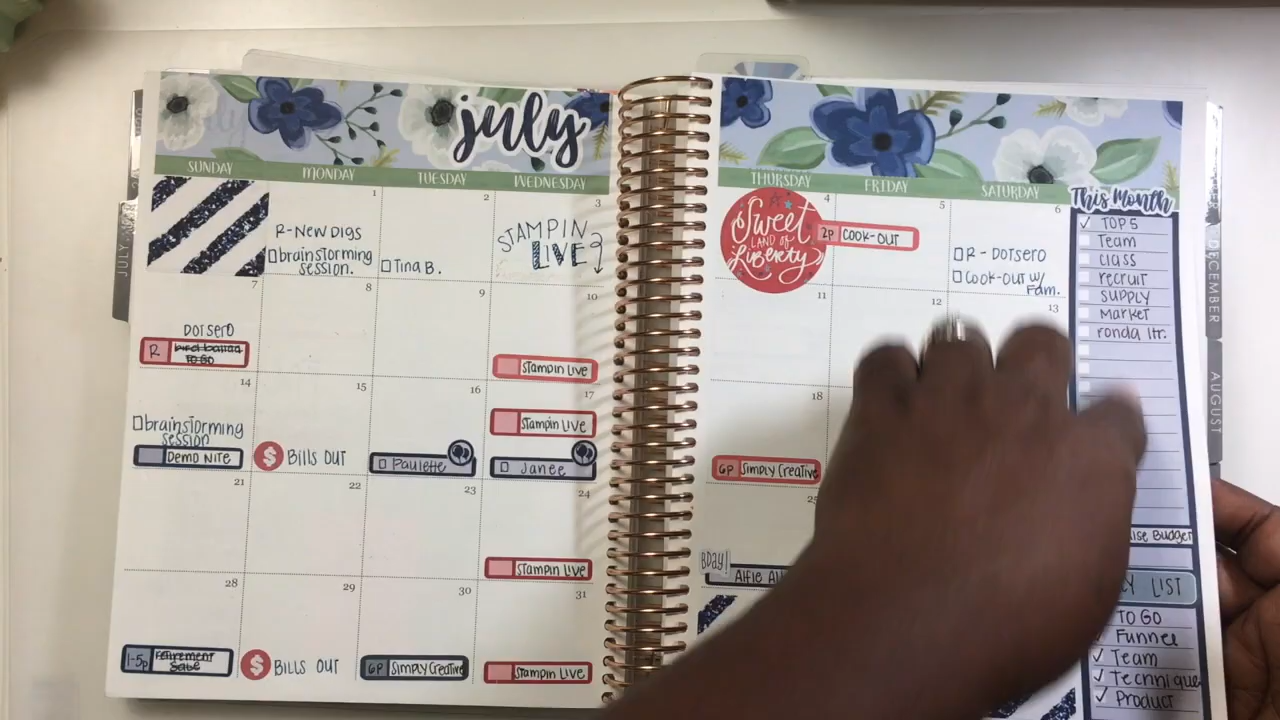 july
SUNDAY
MONDAY
TUESDAY
WEDNESDAY
THURSDAY
FRIDAY
SATURDAY
This Month
1
R-New Digs
brainstorming
session.
2
Tina B.
3
STAMPIN
LIVE
4
Sweet
LAND of
Liberty
2P COOK-OUT
5
6
R - DOTSERO
COOK-OUT W/
Fam.
7
DOTSERO
R
8
9
10
Stampin Live
11
12
13
14
brainstorming
session
DEMO NITE
15
$ BILLS OUT
16
Paulette
17
Stampin Live
Janee
18
6P Simply Creative
21
22
23
24
Stampin Live
25
BDAY!
28
1-5p RETIREMENT
29
$ BILLS OUT
30
6P Simply Creative
31
Stampin Live
TOP 5
Team
CLASS
recruit
SUPPLY
Market
ronda ltr.
Budget
LIST
TO GO
Funnel
Team
Technique
Product
JULY
DECEMBER
AUGUST